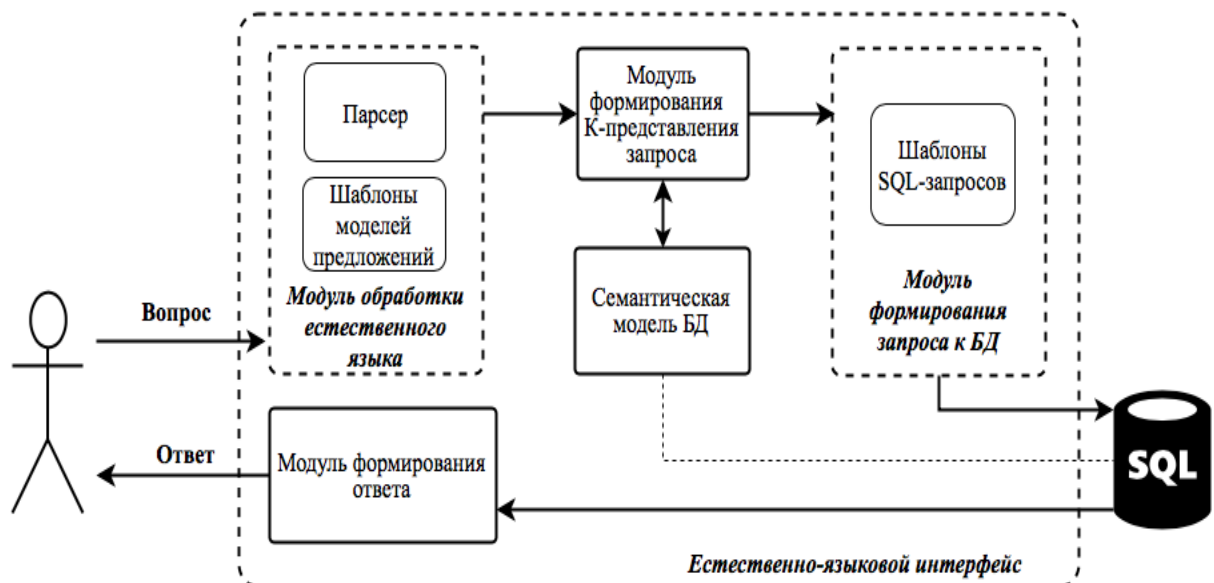 Парсер
Шаблоны
моделей
предложений
Модуль обработки
естественного
языка
Модуль
формирования
К-представления
запроса
Семантическая
модель БД
Шаблоны
SQL-запросов
Модуль
формирования
запроса к БД
Вопрос
Ответ
Модуль формирования
ответа
SQL
Естественно-языковой интерфейс